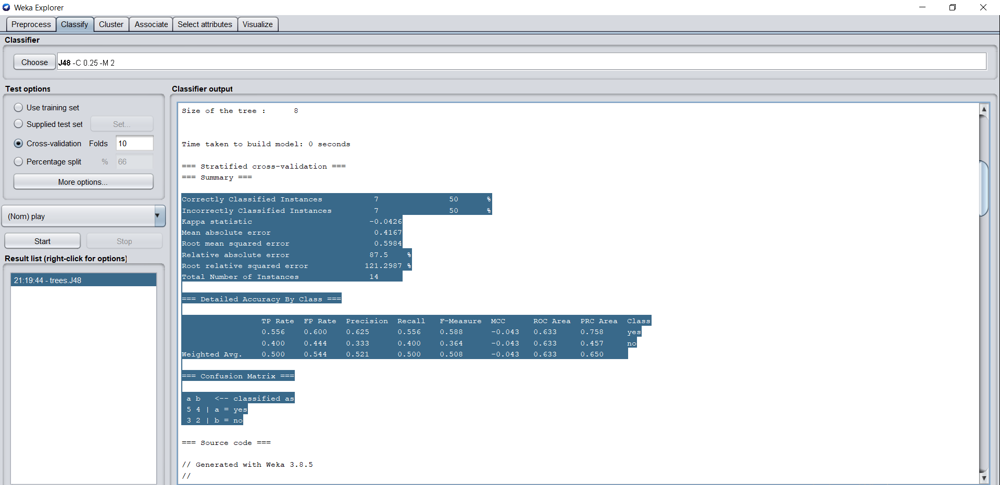 Weka Explorer
Preprocess Classify Cluster Associate Select attributes Visualize
Classifier
Choose J48 -C 0.25 -M 2
Test options
Use training set
Supplied test set Set...
Cross-validation Folds 10
Percentage split % 66
More options...
(Nom) play
Start Stop
Result list (right-click for options)
21:19:44 - trees.J48
Classifier output
Size of the tree : 8
Time taken to build model: 0 seconds
=== Stratified cross-validation ===
=== Summary ===
Correctly Classified Instances 7 50 %
Incorrectly Classified Instances 7 50 %
Kappa statistic -0.0426
Mean absolute error 0.4167
Root mean squared error 0.5984
Relative absolute error 87.5 %
Root relative squared error 121.2987 %
Total Number of Instances 14
=== Detailed Accuracy By Class ===
TP Rate FP Rate Precision Recall F-Measure MCC ROC Area PRC Area Class
0.556 0.600 0.625 0.556 0.588 -0.043 0.633 0.758 yes
0.400 0.444 0.333 0.400 0.364 -0.043 0.633 0.457 no
Weighted Avg. 0.500 0.544 0.521 0.500 0.508 -0.043 0.633 0.650
=== Confusion Matrix ===
a b <-- classified as
5 4 | a = yes
3 2 | b = no
=== Source code ===
// Generated with Weka 3.8.5
//